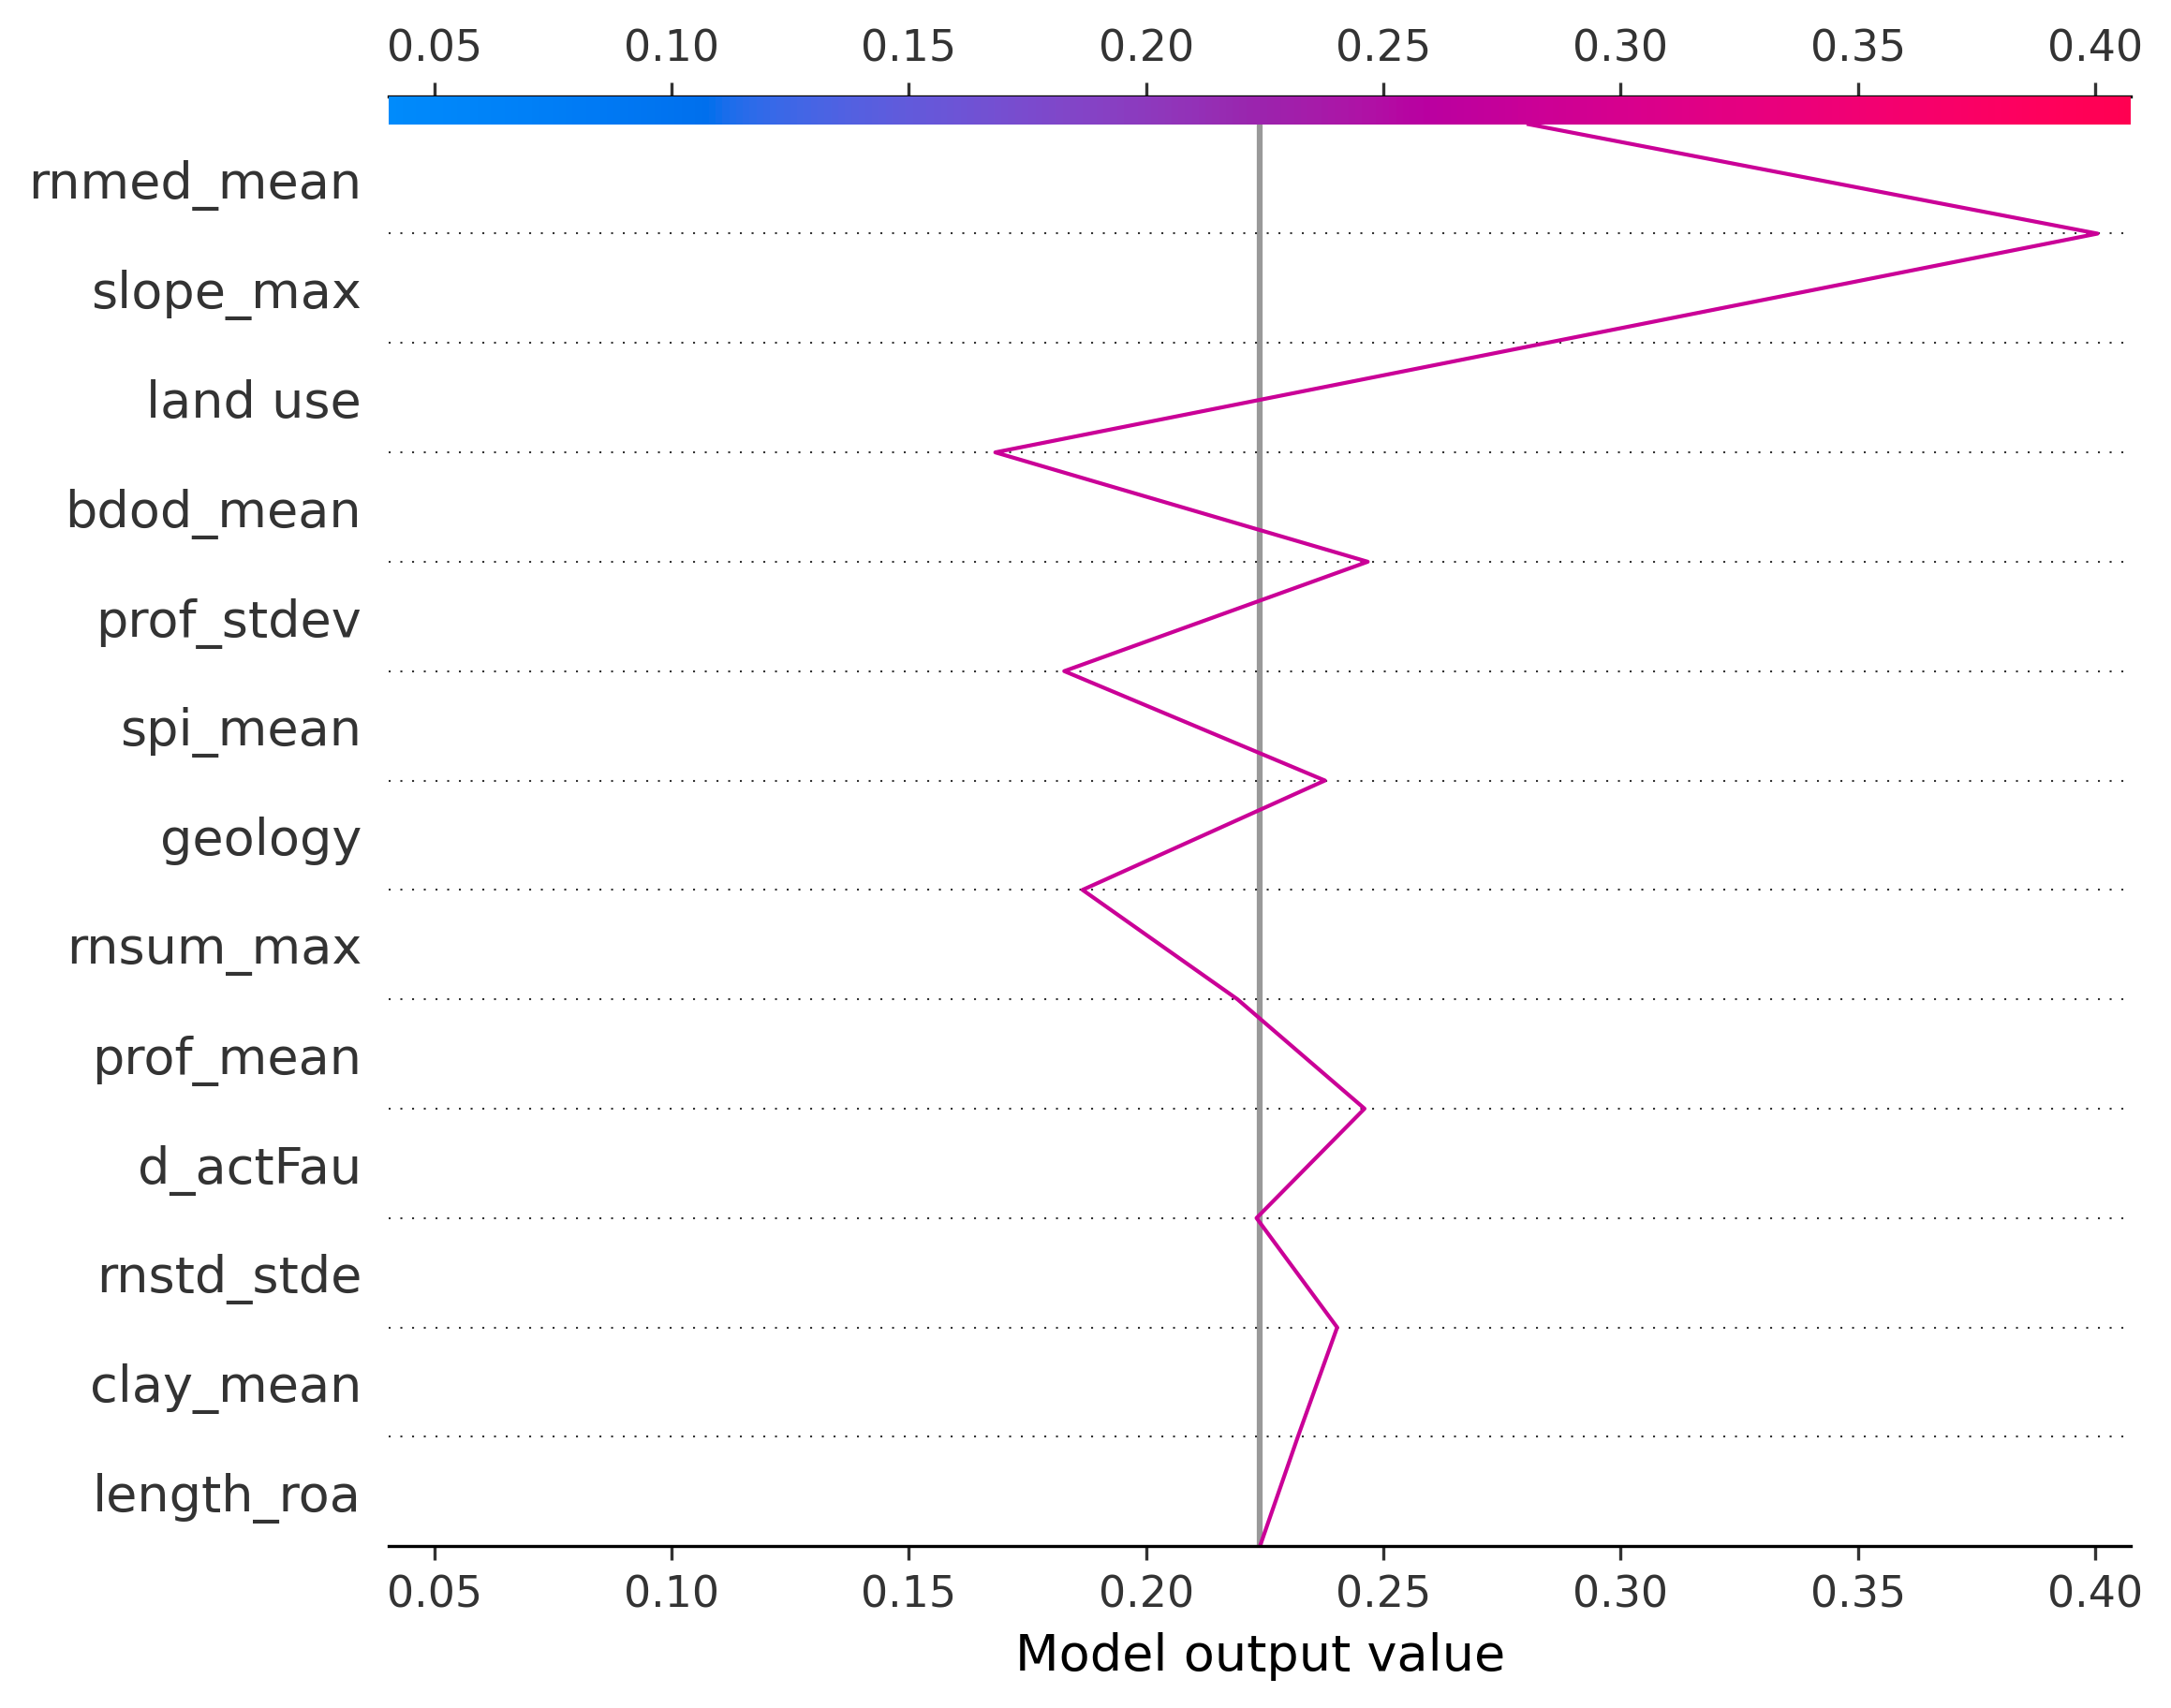 0.05 0.10 0.15 0.20 0.25 0.30 0.35 0.40
rnmed_mean
slope_max
land use
bdod_mean
prof_stdev
spi_mean
geology
rnsum_max
prof_mean
d_actFau
rnstd_stde
clay_mean
length_roa
0.05 0.10 0.15 0.20 0.25 0.30 0.35 0.40
Model output value